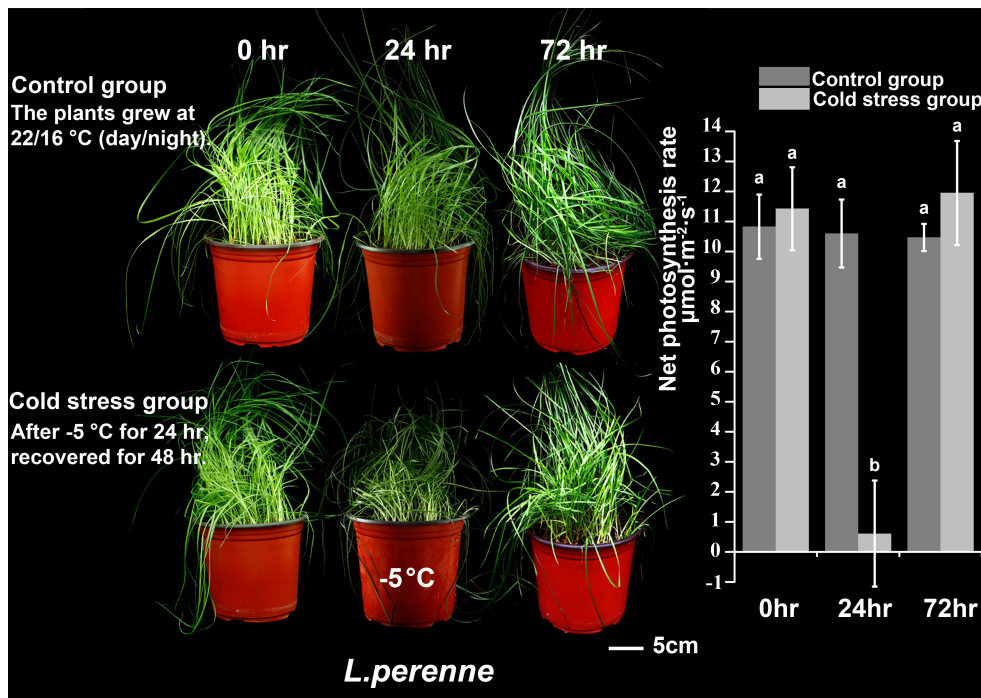 0 hr 24 hr 72 hr
Control group
The plants grew at
22/16 °C (day/night).
Cold stress group
After -5 °C for 24 hr,
recovered for 48 hr.
-5 °C
5cm
L.perenne
Control group
Cold stress group
Net photosynthesis rate
μmol·m⁻²·s⁻¹
14
13
12
11
10
9
8
7
6
5
4
3
2
1
0
-1
a a a b a a
0hr 24hr 72hr